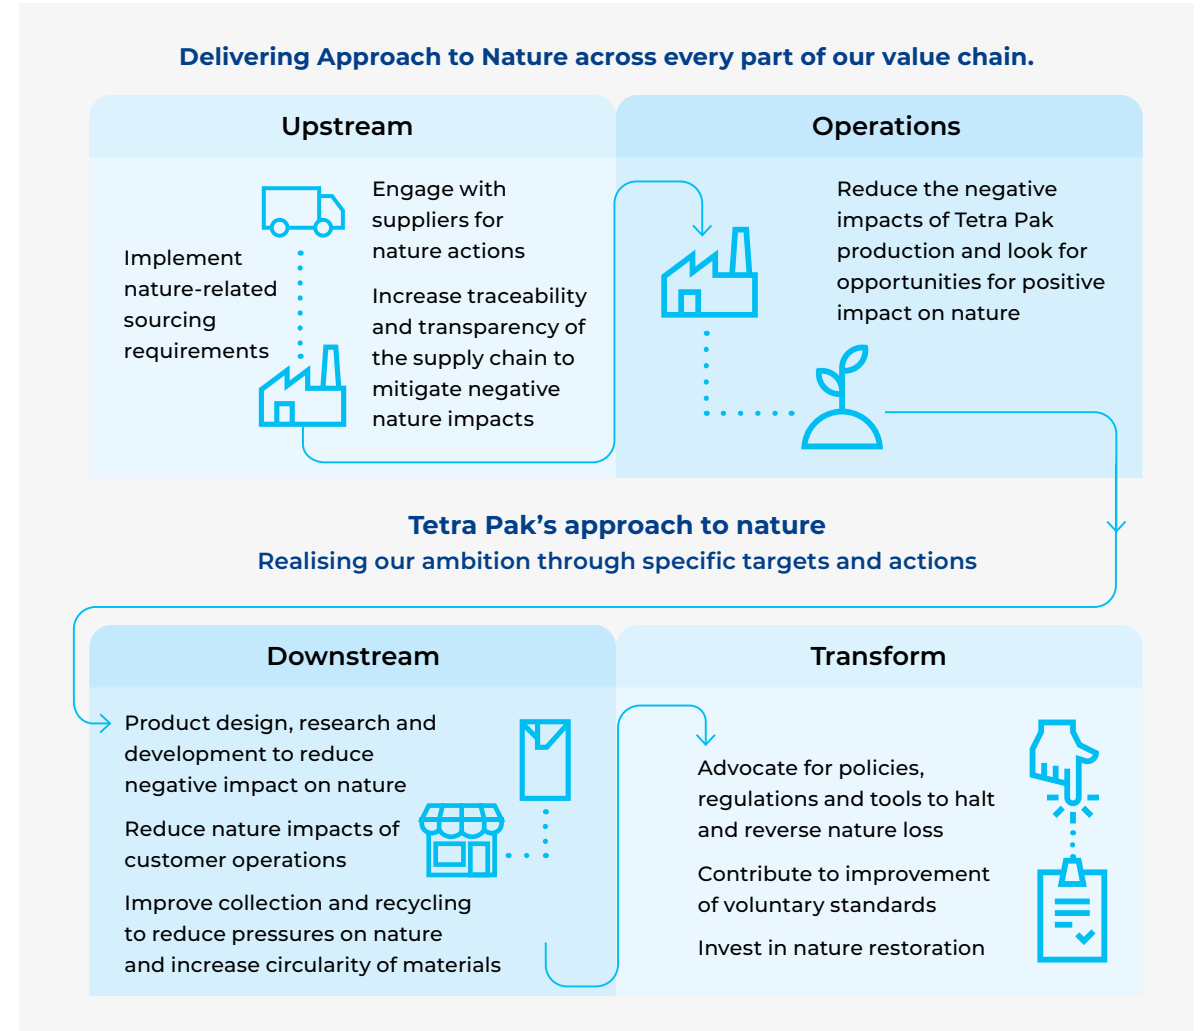 Delivering Approach to Nature across every part of our value chain.
Upstream
Implement
nature-related
sourcing
requirements
Engage with
suppliers for
nature actions
Increase traceability
and transparency of
the supply chain to
mitigate negative
nature impacts
Operations
Reduce the negative
impacts of Tetra Pak
production and look for
opportunities for positive
impact on nature
Tetra Pak’s approach to nature
Realising our ambition through specific targets and actions
Downstream
Product design, research and
development to reduce
negative impact on nature
Reduce nature impacts of
customer operations
Improve collection and recycling
to reduce pressures on nature
and increase circularity of materials
Transform
Advocate for policies,
regulations and tools to halt
and reverse nature loss
Contribute to improvement
of voluntary standards
Invest in nature restoration